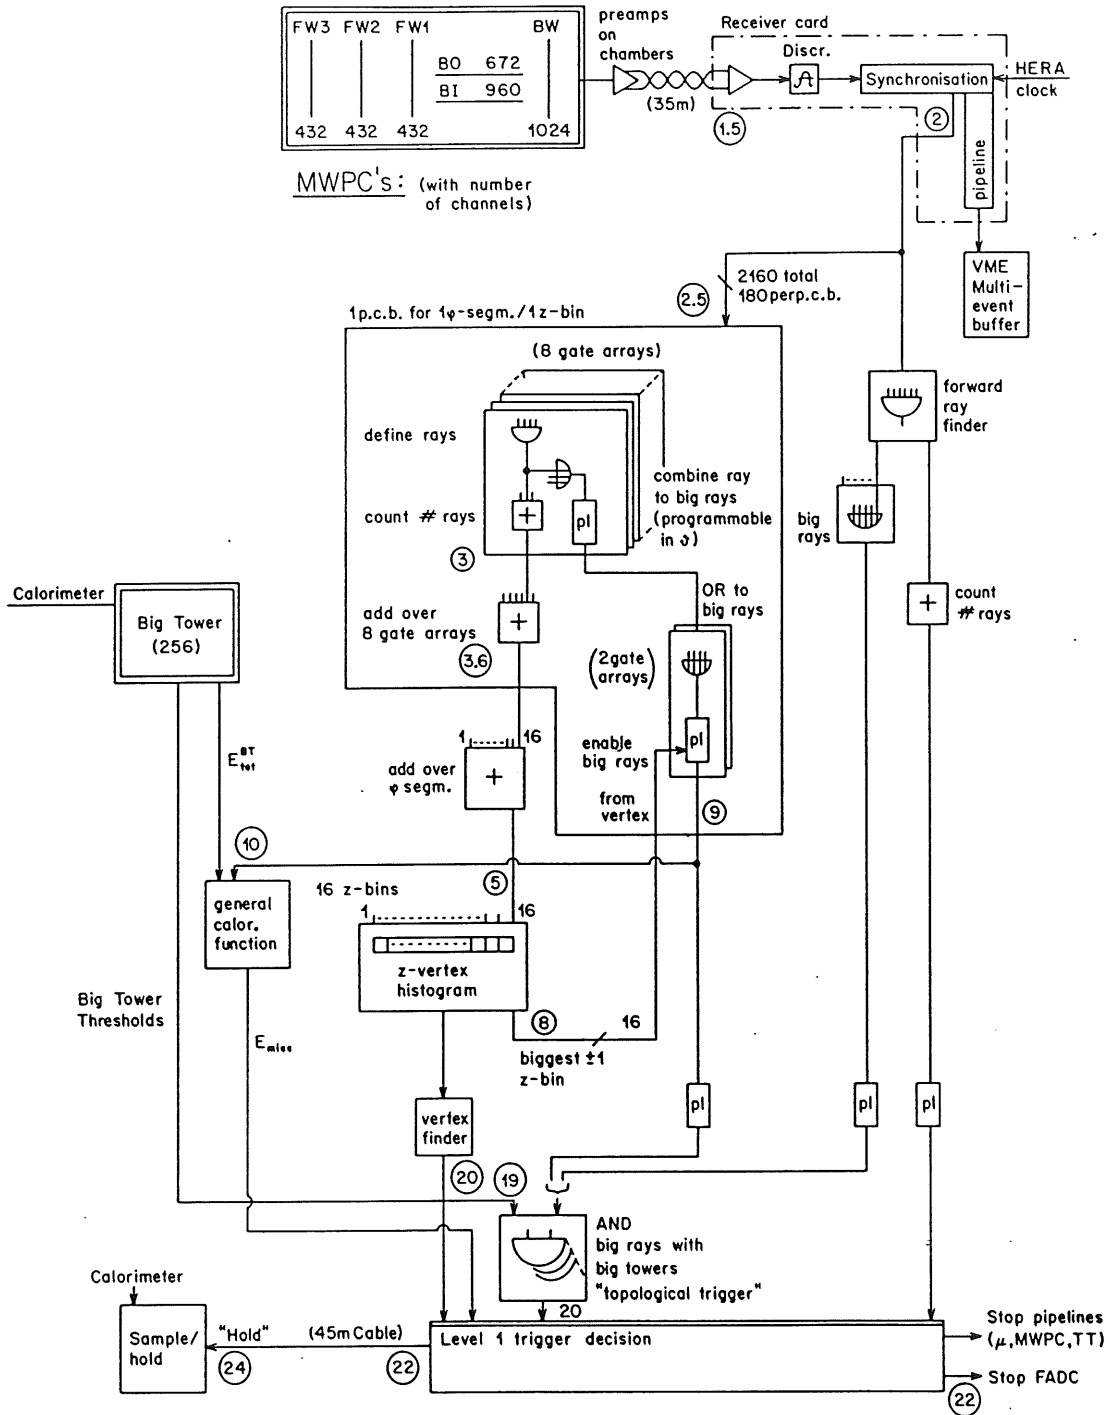 FW3 FW2 FW1 BW
BO 672
BI 960
432 432 432 1024
MWPC's: (with number
of channels)
preamps
on
chambers
(35m)
Receiver card
Discr.
Synchronisation
HERA
clock
1.5
2
pipeline
VME
Multi-
event
buffer
2160 total
180perp.c.b.
2.5
1p.c.b. for 1φ-segm./1z-bin
(8 gate arrays)
define rays
count # rays
+
pl
combine ray
to big rays
(programmable
in ϑ)
3
add over
8 gate arrays
+
3.6
OR to
big rays
(2gate
arrays)
enable
big rays
pl
from
vertex
9
forward
ray
finder
big
rays
+
count
# rays
Calorimeter
Big Tower
(256)
E_tot^BT
1 16
add over
φ segm.
+
10
5
general
calor.
function
16 z-bins
1 16
z-vertex
histogram
8
16
biggest ±1
z-bin
Big Tower
Thresholds
E_miss
vertex
finder
pl pl pl
20
19
AND
big rays with
big towers
"topological trigger"
20
Calorimeter
Sample/
hold
"Hold"
24
(45m Cable)
22
Level 1 trigger decision
Stop pipelines
(μ,MWPC,TT)
Stop FADC
22